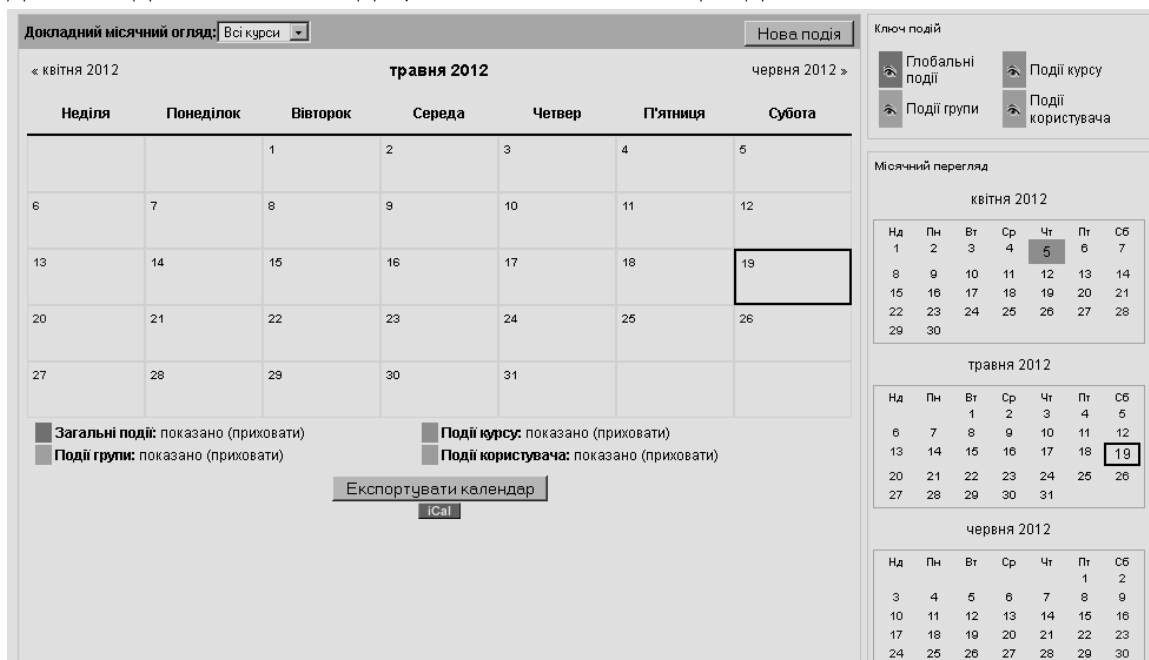 Докладний місячний огляд: Всі курси
Нова подія
« квітня 2012 травня 2012 червня 2012 »
Неділя Понеділок Вівторок Середа Четвер П'ятниця Субота
1 2 3 4 5
6 7 8 9 10 11 12
13 14 15 16 17 18 19
20 21 22 23 24 25 26
27 28 29 30 31
Загальні події: показано (приховати) Події курсу: показано (приховати)
Події групи: показано (приховати) Події користувача: показано (приховати)
Експортувати календар
iCal
Ключ подій
Глобальні
події
Події курсу
Події групи
Події
користувача
Місячний перегляд
квітня 2012
Нд Пн Вт Ср Чт Пт Сб
1 2 3 4 5 6 7
8 9 10 11 12 13 14
15 16 17 18 19 20 21
22 23 24 25 26 27 28
29 30
травня 2012
Нд Пн Вт Ср Чт Пт Сб
1 2 3 4 5
6 7 8 9 10 11 12
13 14 15 16 17 18 19
20 21 22 23 24 25 26
27 28 29 30 31
червня 2012
Нд Пн Вт Ср Чт Пт Сб
1 2
3 4 5 6 7 8 9
10 11 12 13 14 15 16
17 18 19 20 21 22 23
24 25 26 27 28 29 30